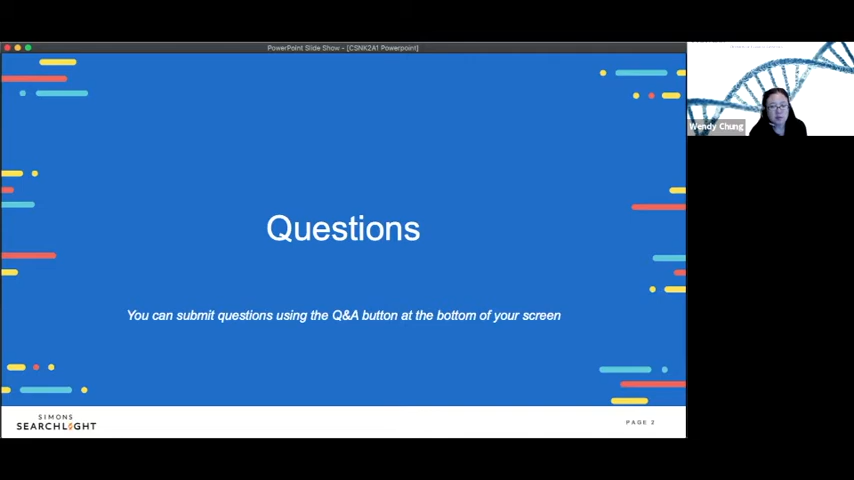 PowerPoint Slide Show - [CSNK2A1 Powerpoint]
Wendy Chung
Questions
You can submit questions using the Q&A button at the bottom of your screen
SIMONS
SEARCHLIGHT
PAGE 2